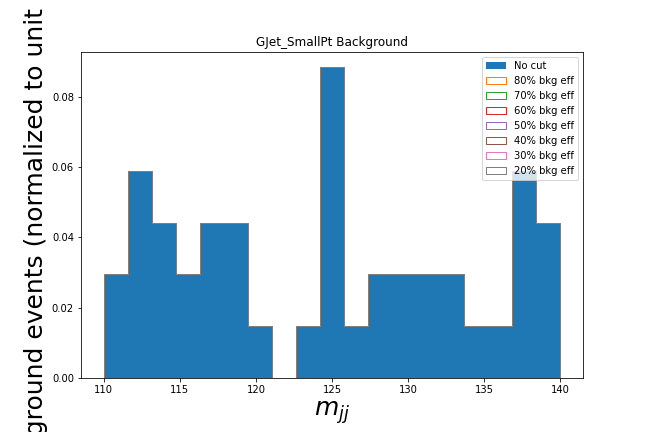 GJet_SmallPt Background
No cut
80% bkg eff
70% bkg eff
60% bkg eff
50% bkg eff
40% bkg eff
30% bkg eff
20% bkg eff
ground events (normalized to unit
0.08
0.06
0.04
0.02
0.00
110 115 120 125 130 135 140
m_jj